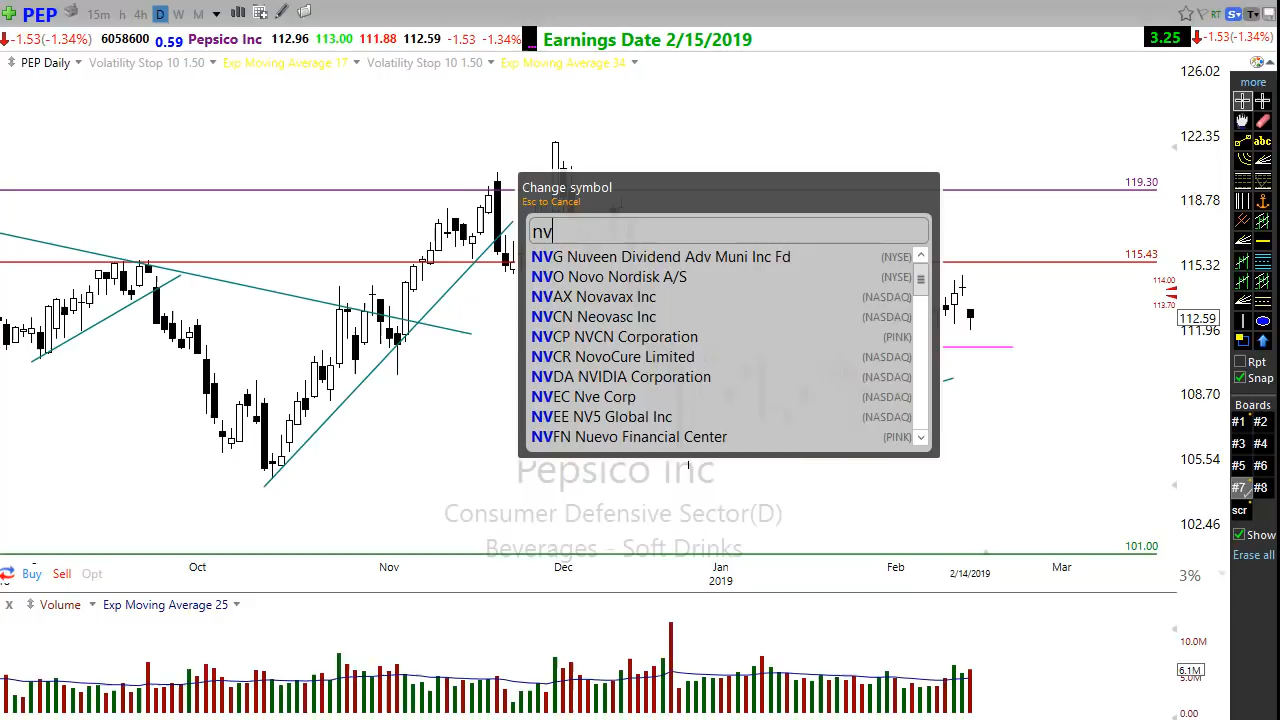 PEP 15m h 4h D W M RT S T
-1.53(-1.34%) 6058600 0.59 Pepsico Inc 112.96 113.00 111.88 112.59 -1.53 -1.34% ... Earnings Date 2/15/2019 3.25 -1.53(-1.34%)
PEP Daily Volatility Stop 10 1.50 Exp Moving Average 17 Volatility Stop 10 1.50 Exp Moving Average 34
126.02
more
122.35
abc
119.30
118.78
115.43
115.32
114.00
113.70
112.59
111.96
108.70
105.54
102.46
101.00
Change symbol
Esc to Cancel
nv
NVG Nuveen Dividend Adv Muni Inc Fd (NYSE)
NVO Novo Nordisk A/S (NYSE)
NVAX Novavax Inc (NASDAQ)
NVCN Neovasc Inc (NASDAQ)
NVCP NVCN Corporation (PINK)
NVCR NovoCure Limited (NASDAQ)
NVDA NVIDIA Corporation (NASDAQ)
NVEC Nve Corp (NASDAQ)
NVEE NV5 Global Inc (NASDAQ)
NVFN Nuevo Financial Center (PINK)
Pepsico Inc
Consumer Defensive Sector(D)
Beverages - Soft Drinks
Rpt
Snap
Boards
#1 #2
#3 #4
#5 #6
#7 #8
scr
Show
Erase all
Oct Nov Dec Jan Feb Mar
2019 2/14/2019
Buy Sell Opt 3%
x Volume Exp Moving Average 25
10.0M
6.1M
5.0M
0.00